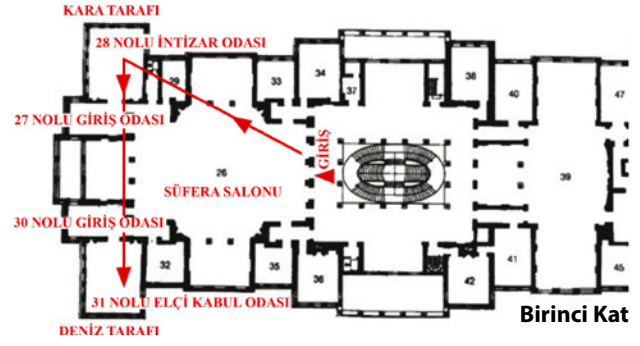 KARA TARAFI
28 NOLU İNTİZAR ODASI
29
33
34
37
38
40
47
27 NOLU GİRİŞ ODASI
GİRİŞ
26
SÜFERA SALONU
39
30 NOLU GİRİŞ ODASI
32
35
36
42
41
45
31 NOLU ELÇİ KABUL ODASI
Birinci Kat
DENİZ TARAFI